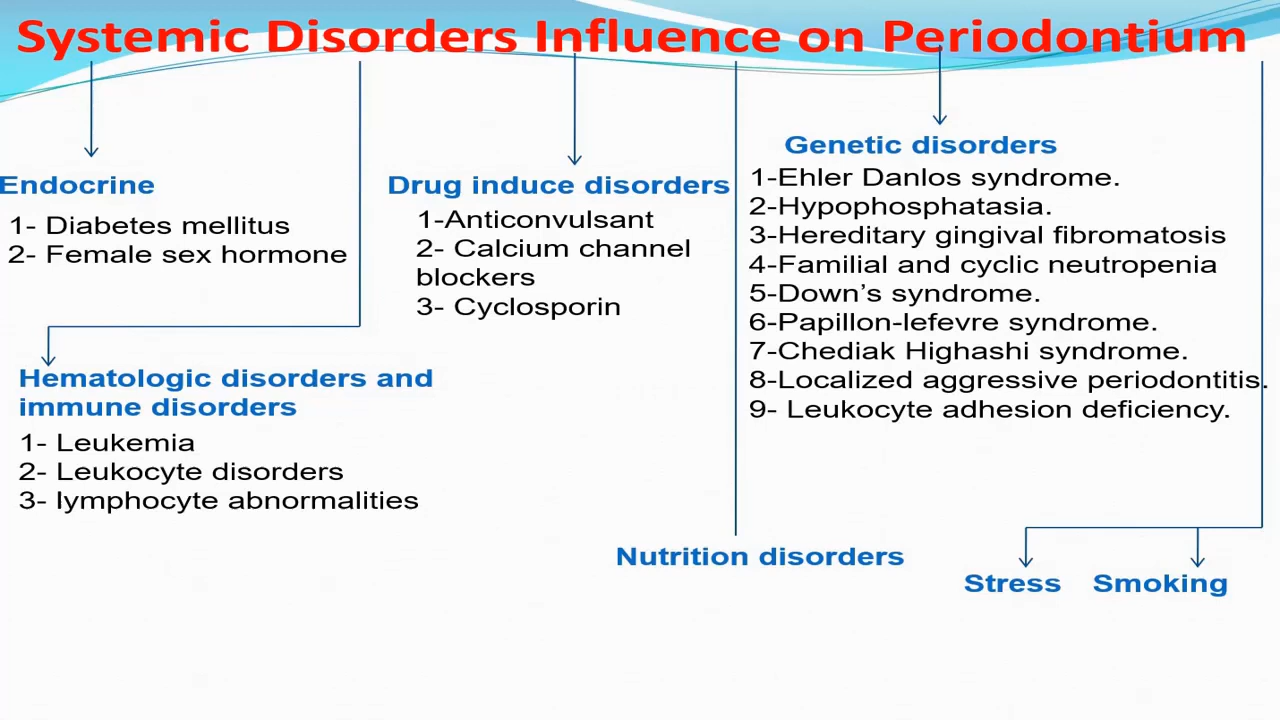 Systemic Disorders Influence on Periodontium
Endocrine
1- Diabetes mellitus
2- Female sex hormone
Hematologic disorders and
immune disorders
1- Leukemia
2- Leukocyte disorders
3- lymphocyte abnormalities
Drug induce disorders
1-Anticonvulsant
2- Calcium channel
blockers
3- Cyclosporin
Nutrition disorders
Genetic disorders
1-Ehler Danlos syndrome.
2-Hypophosphatasia.
3-Hereditary gingival fibromatosis
4-Familial and cyclic neutropenia
5-Down’s syndrome.
6-Papillon-lefevre syndrome.
7-Chediak Highashi syndrome.
8-Localized aggressive periodontitis.
9- Leukocyte adhesion deficiency.
Stress
Smoking